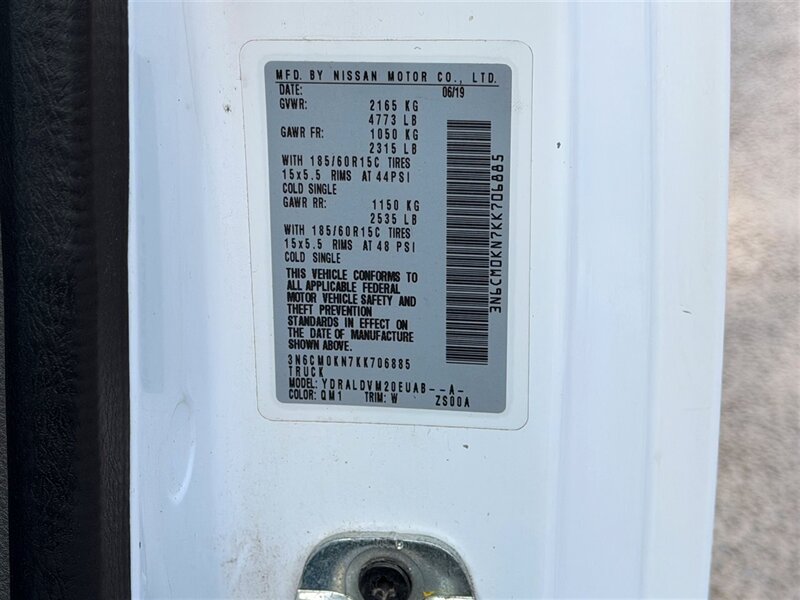 MFD. BY NISSAN MOTOR CO., LTD.
DATE: 06/19
GVWR: 2165 KG
4773 LB
GAWR FR: 1050 KG
2315 LB
WITH 185/60R15C TIRES
15x5.5 RIMS AT 44PSI
COLD SINGLE
GAWR RR: 1150 KG
2535 LB
WITH 185/60R15C TIRES
15x5.5 RIMS AT 48 PSI
COLD SINGLE
THIS VEHICLE CONFORMS TO
ALL APPLICABLE FEDERAL
MOTOR VEHICLE SAFETY AND
THEFT PREVENTION
STANDARDS IN EFFECT ON
THE DATE OF MANUFACTURE
SHOWN ABOVE.
3N6CM0KN7KK706885
TRUCK
MODEL: YDRALDVM20EUAB--A-
COLOR: QM1 TRIM: W ZS00A
3N6CM0KN7KK706885